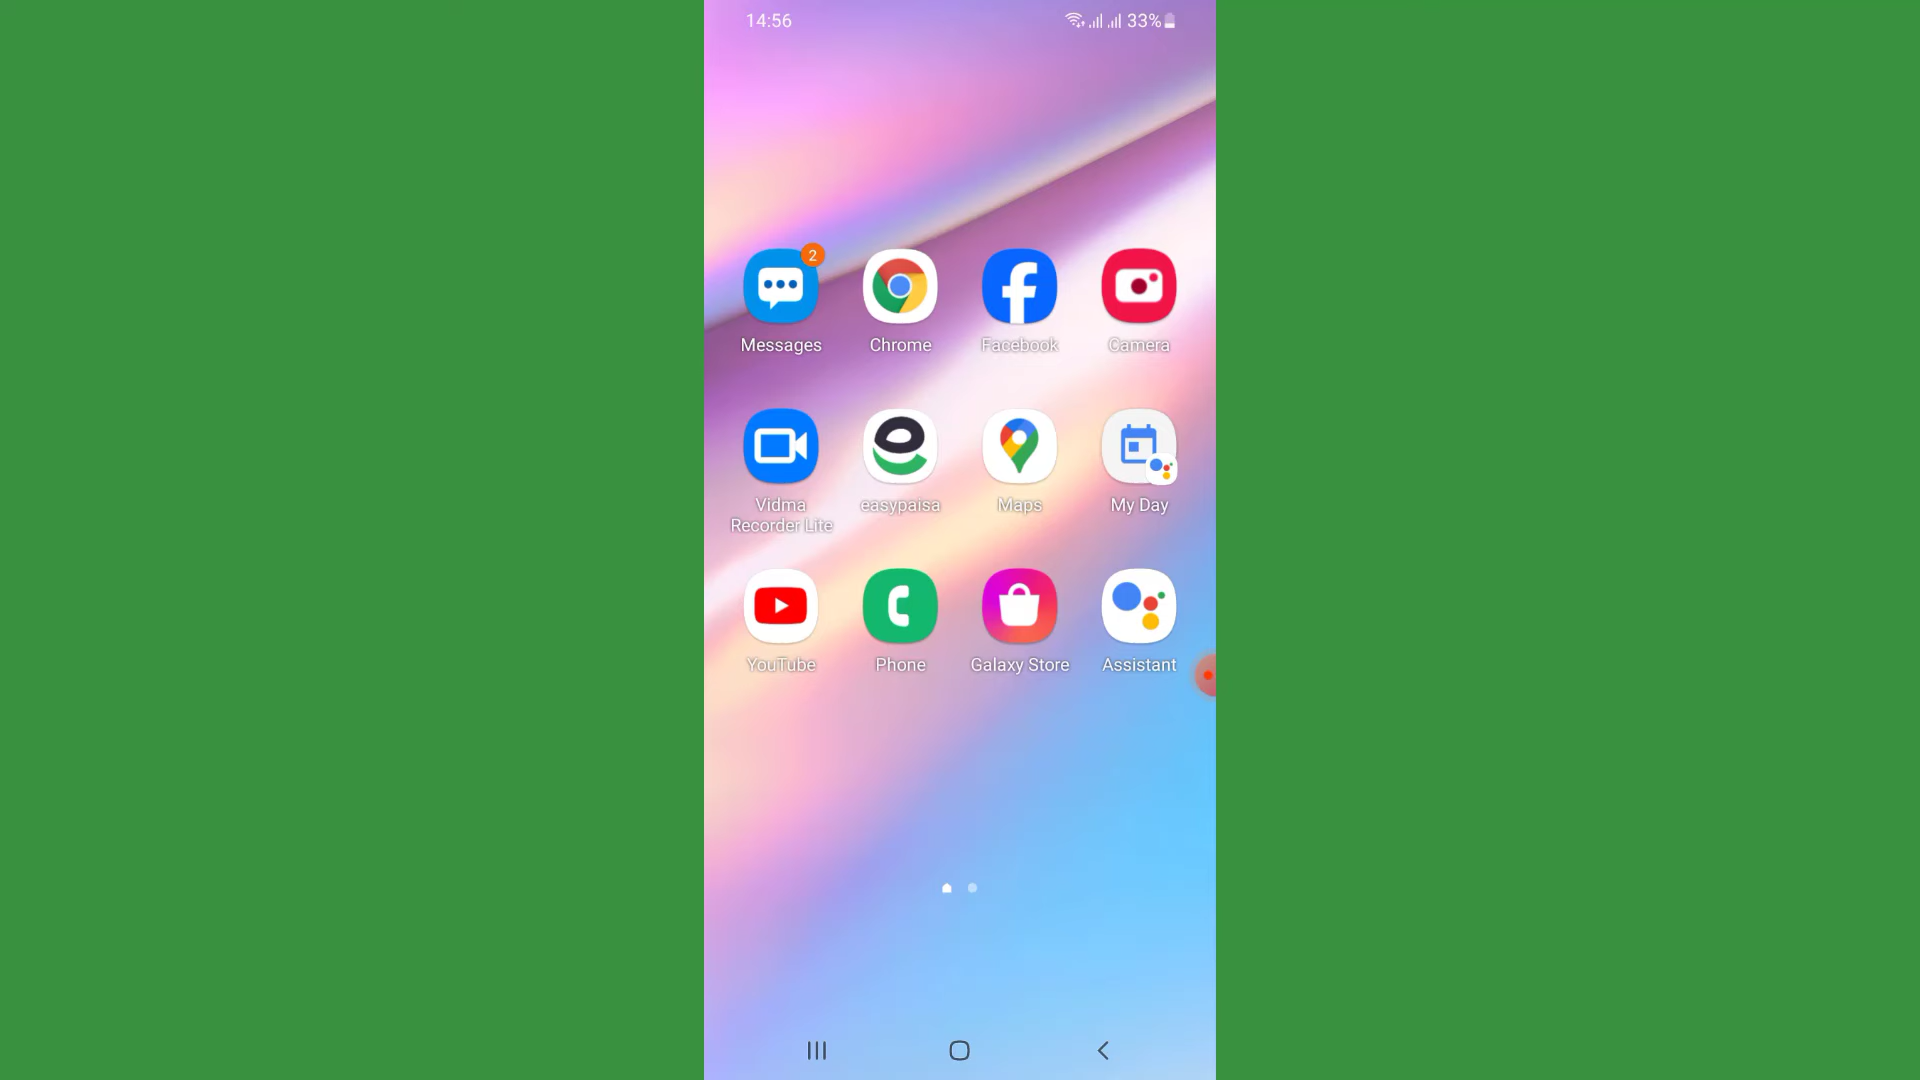 14:56 33%
2
Messages Chrome Facebook Camera
Vidma Recorder Lite easypaisa Maps My Day
YouTube Phone Galaxy Store Assistant